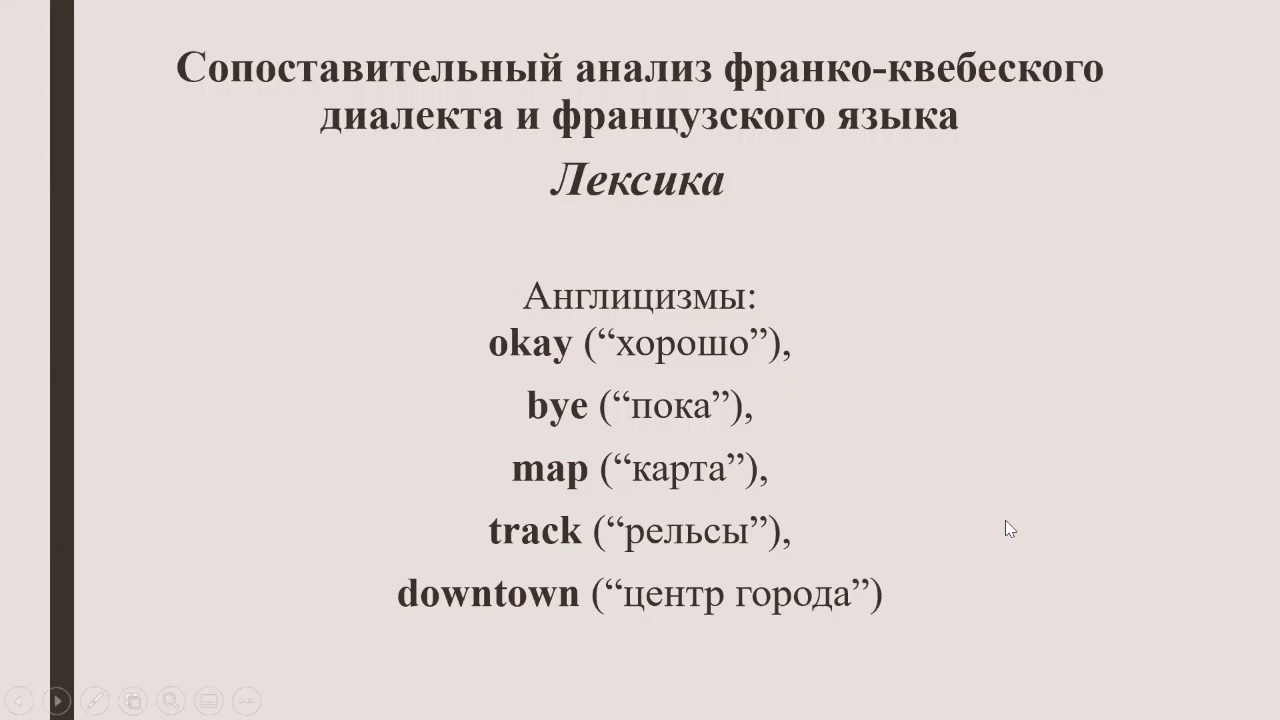 Сопоставительный анализ франко-квебеского
диалекта и французского языка
Лексика
Англицизмы:
okay (“хорошо”),
bye (“пока”),
map (“карта”),
track (“рельсы”),
downtown (“центр города”)